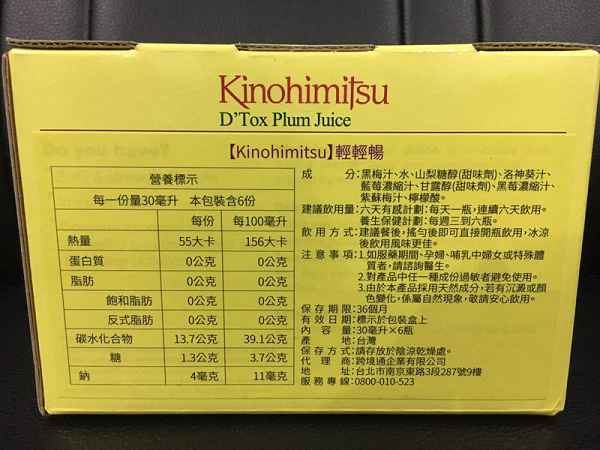 Kinohimitsu
D'Tox Plum Juice
【Kinohimitsu】輕輕暢
營養標示
每一份量30毫升 本包裝含6份
每份 每100毫升
熱量 55大卡 156大卡
蛋白質 0公克 0公克
脂肪 0公克 0公克
飽和脂肪 0公克 0公克
反式脂肪 0公克 0公克
碳水化合物 13.7公克 39.1公克
糖 1.3公克 3.7公克
鈉 4毫克 11毫克
成分:黑梅汁、水、山梨糖醇(甜味劑)、洛神葵汁、
藍莓濃縮汁、甘露醇(甜味劑)、黑莓濃縮汁、
紫蘇梅汁、檸檬酸。
建議飲用量:六天有感計劃:每天一瓶,連續六天飲用。
養生保健計劃:每週三到六瓶。
飲用方式:建議餐後,搖勻後即可直接開瓶飲用,冰涼
後飲用風味更佳。
注意事項:1.如服藥期間、孕婦、哺乳中婦女或特殊體
質者,請諮詢醫生。
2.對產品中任一種成份過敏者避免使用。
3.由於本產品採用天然成分,若有沉澱或顏
色變化,係屬自然現象,敬請安心飲用。
保存期限:36個月
有效日期:標示於包裝盒上
內容量:30毫升×6瓶
產地:台灣
保存方式:請存放於陰涼乾燥處。
代理商:跨境通企業有限公司
地址:台北市南京東路3段287號9樓
服務專線:0800-010-523